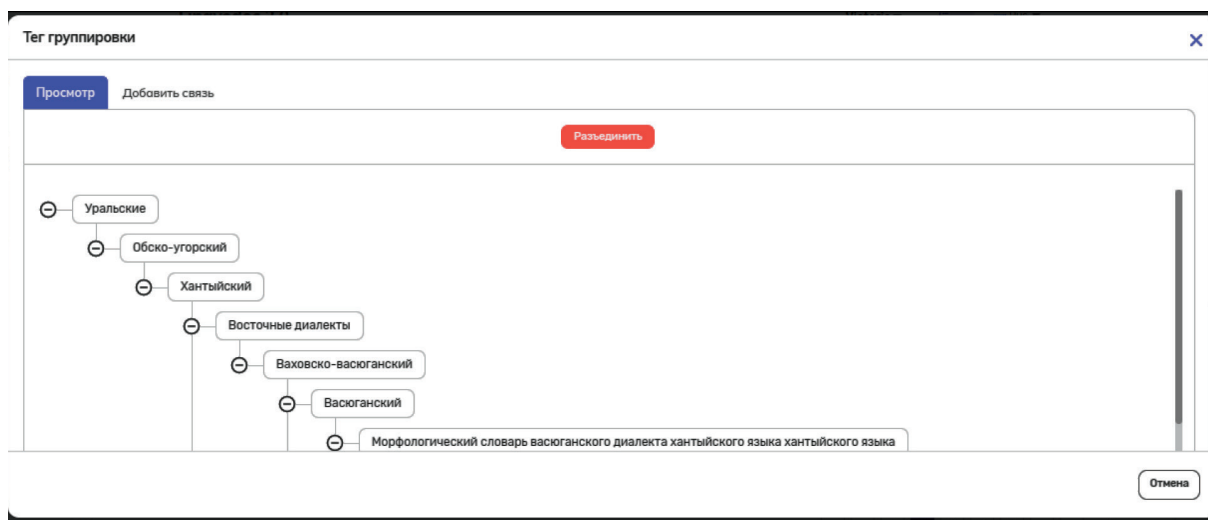 Тег группировки
Просмотр
Добавить связь
Разъединить
Уральские
Обско-угорский
Хантыйский
Восточные диалекты
Ваховско-васюганский
Васюганский
Морфологический словарь васюганского диалекта хантыйского языка хантыйского языка
Отмена